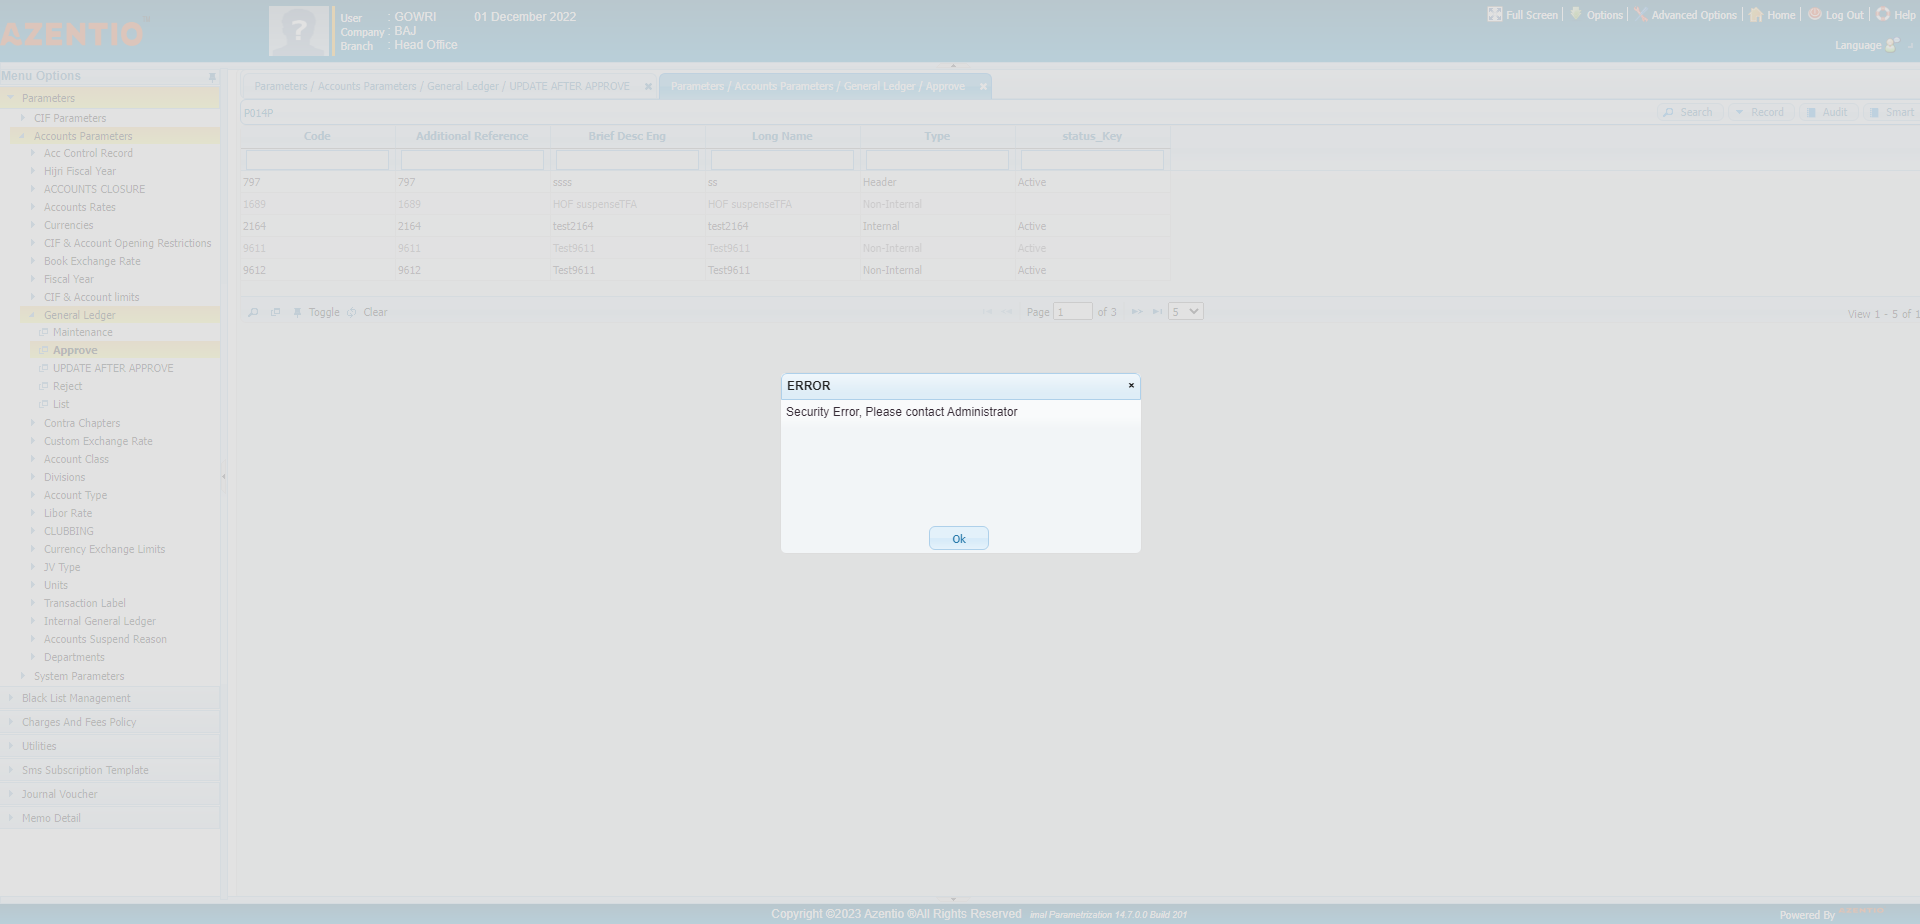 AZENTIO
User : GOWRI 01 December 2022
Company : BAJ
Branch : Head Office
Full Screen Options Advanced Options Home Log Out Help
Language
Menu Options
Parameters
CIF Parameters
Accounts Parameters
Acc Control Record
Hijri Fiscal Year
ACCOUNTS CLOSURE
Accounts Rates
Currencies
CIF & Account Opening Restrictions
Book Exchange Rate
Fiscal Year
CIF & Account limits
General Ledger
Maintenance
Approve
UPDATE AFTER APPROVE
Reject
List
Contra Chapters
Custom Exchange Rate
Account Class
Divisions
Account Type
Libor Rate
CLUBBING
Currency Exchange Limits
JV Type
Units
Transaction Label
Internal General Ledger
Accounts Suspend Reason
Departments
System Parameters
Black List Management
Charges And Fees Policy
Utilities
Sms Subscription Template
Journal Voucher
Memo Detail
Parameters / Accounts Parameters / General Ledger / UPDATE AFTER APPROVE
Parameters / Accounts Parameters / General Ledger / Approve
P014P Search Record Audit Smart
Code Additional Reference Brief Desc Eng Long Name Type status_Key
797 797 ssss ss Header Active
1689 1689 HOF suspenseTFA HOF suspenseTFA Non-Internal
2164 2164 test2164 test2164 Internal Active
9611 9611 Test9611 Test9611 Non-Internal Active
9612 9612 Test9611 Test9611 Non-Internal Active
Toggle Clear Page 1 of 3 5 View 1 - 5 of 1
ERROR
Security Error, Please contact Administrator
Ok
Copyright ©2023 Azentio ®All Rights Reserved imal Parametrization 14.7.0.0 Build 201
Powered By